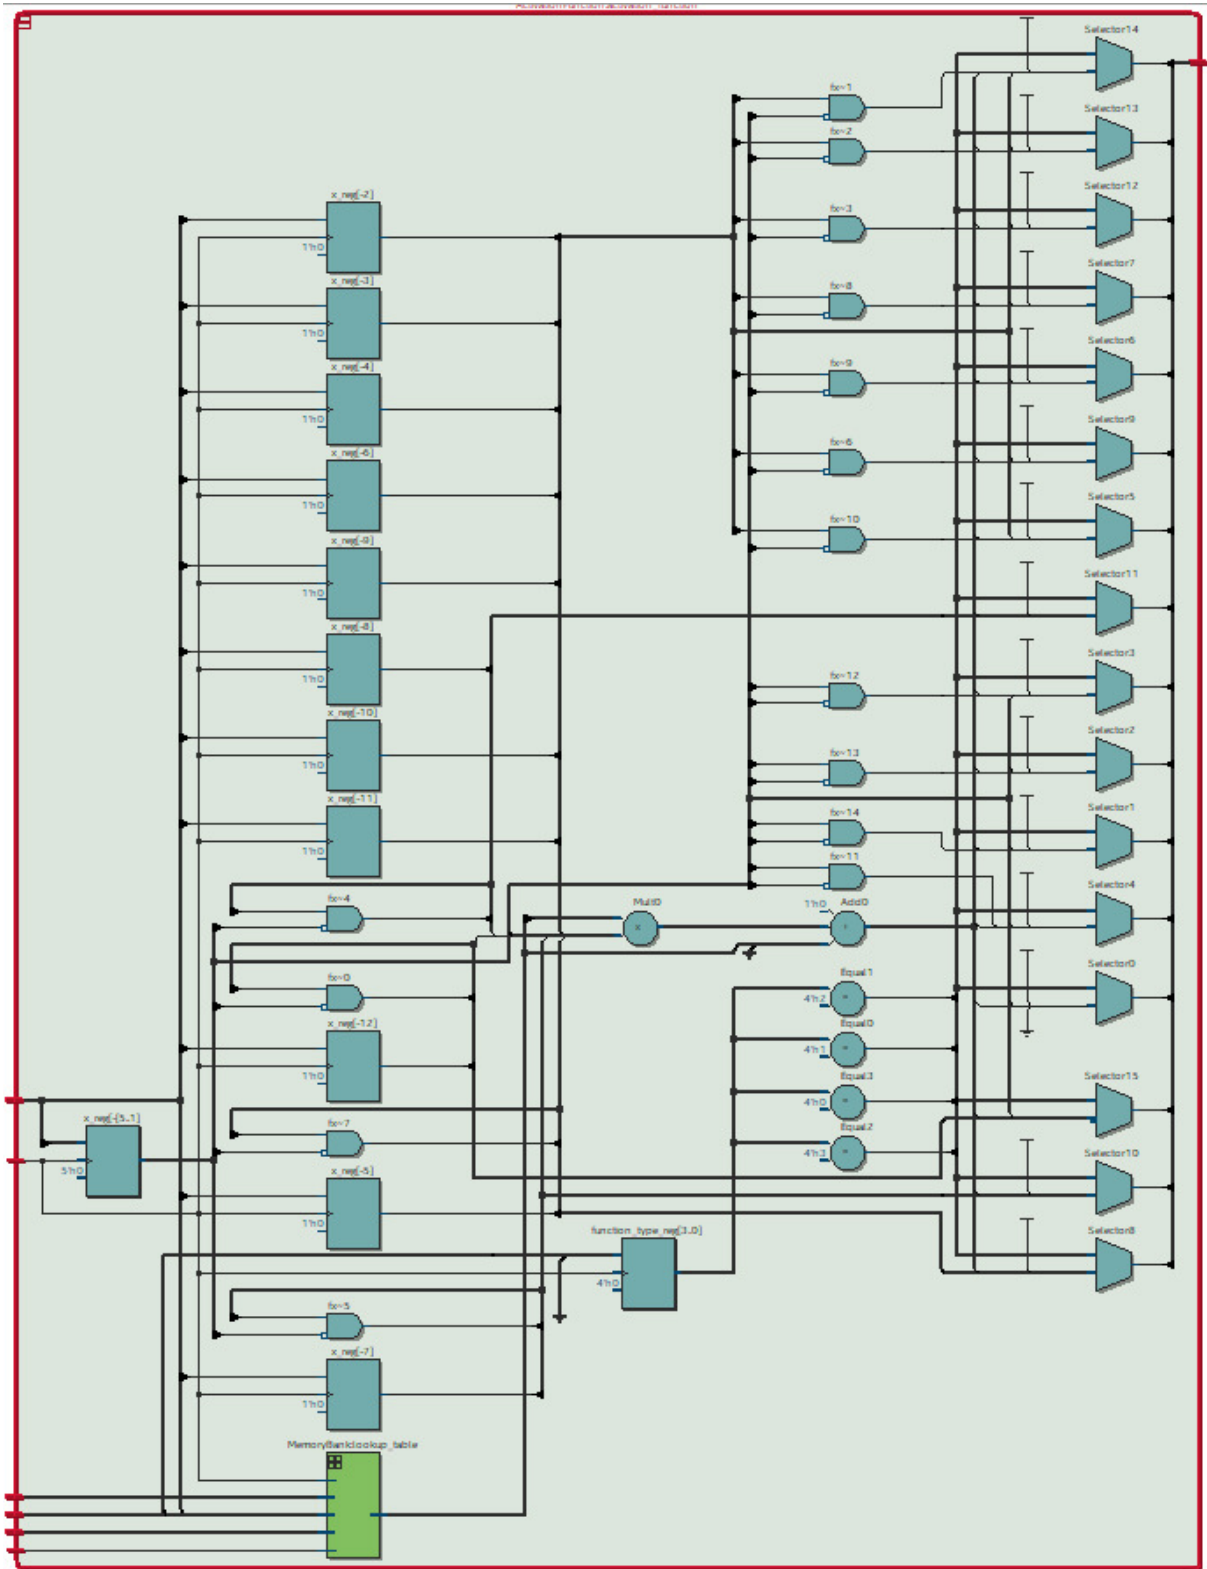 Selector14
fx~1
Selector13
fx~2
Selector12
x_reg[-2]
fx~3
1'h0
Selector7
x_reg[-3]
fx~8
1'h0
Selector6
x_reg[-4]
fx~9
1'h0
Selector9
fx~6
x_reg[-6]
Selector5
1'h0
fx~10
x_reg[-9]
Selector11
1'h0
x_reg[-8]
Selector3
fx~12
1'h0
x_reg[-10]
Selector2
fx~13
1'h0
x_reg[-11]
Selector1
fx~14
1'h0
fx~11
Selector4
fx~4
Mult0
1'h0
Add0
x
+
Selector0
fx~0
Equal1
4'h2
=
x_reg[-12]
Equal0
4'h1
=
1'h0
Equal3
Selector15
4'h0
=
x_reg[-{5..1}]
fx~7
Equal2
4'h3
=
Selector10
5'h0
x_reg[-5]
1'h0
function_type_reg[3..0]
Selector8
4'h0
fx~5
x_reg[-7]
1'h0
MemoryBank:lookup_table